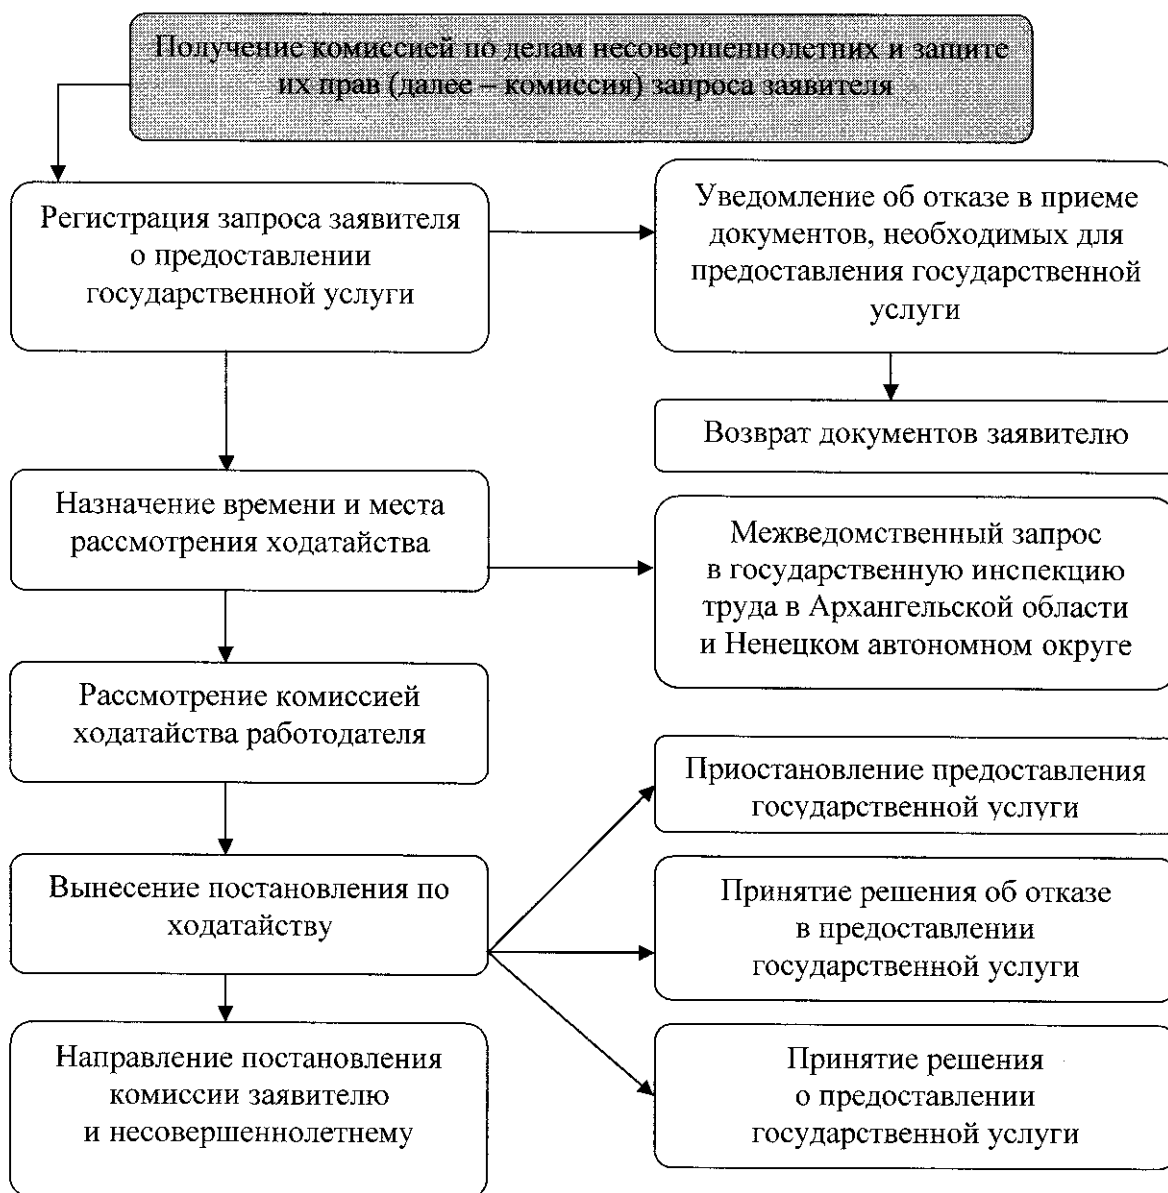 Получение комиссией по делам несовершеннолетних и защите
их прав (далее – комиссия) запроса заявителя
Регистрация запроса заявителя
о предоставлении
государственной услуги
Уведомление об отказе в приеме
документов, необходимых для
предоставления государственной
услуги
Возврат документов заявителю
Назначение времени и места
рассмотрения ходатайства
Межведомственный запрос
в государственную инспекцию
труда в Архангельской области
и Ненецком автономном округе
Рассмотрение комиссией
ходатайства работодателя
Приостановление предоставления
государственной услуги
Вынесение постановления по
ходатайству
Принятие решения об отказе
в предоставлении
государственной услуги
Направление постановления
комиссии заявителю
и несовершеннолетнему
Принятие решения
о предоставлении
государственной услуги